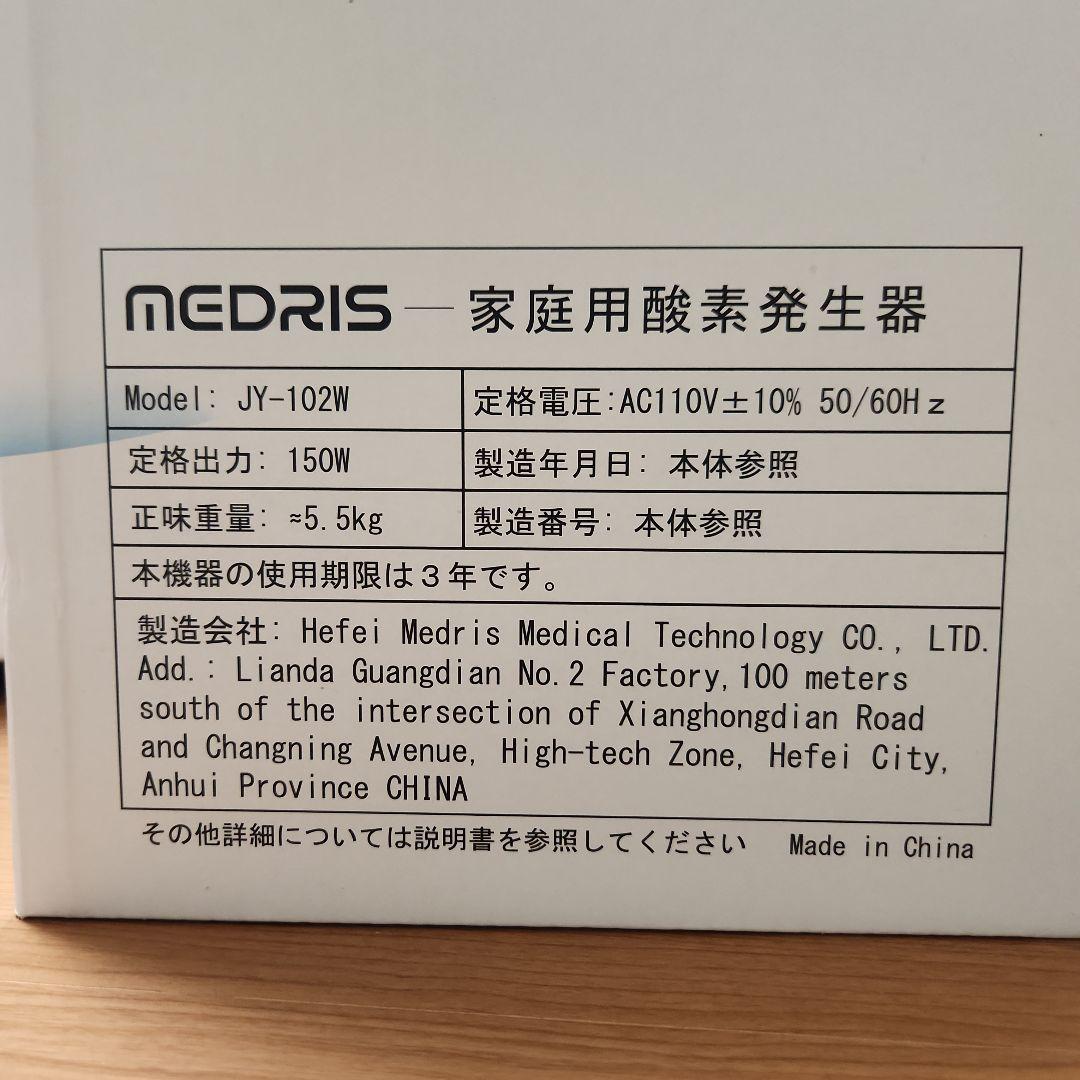 MEDRIS — 家庭用酸素発生器
Model: JY-102W 定格電圧:AC110V±10% 50/60Hz
定格出力: 150W 製造年月日: 本体参照
正味重量: ≈5.5kg 製造番号: 本体参照
本機器の使用期限は3年です。
製造会社: Hefei Medris Medical Technology CO., LTD.
Add.: Lianda Guangdian No.2 Factory,100 meters
south of the intersection of Xianghongdian Road
and Changning Avenue, High-tech Zone, Hefei City,
Anhui Province CHINA
その他詳細については説明書を参照してください Made in China